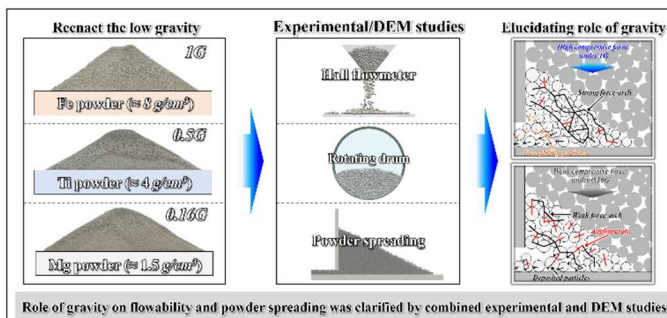 Reenact the low gravity
1G
Fe powder (≈ 8 g/cm³)
0.5G
Ti powder (≈ 4 g/cm³)
0.16G
Mg powder (≈ 1.5 g/cm³)
Experimental/DEM studies
Hall flowmeter
Rotating drum
Powder spreading
Elucidating role of gravity
High compressive force
under 1G
Strong force-arch
Weak compressive force
under 0.16G
Weak force-arch
Deposited particles
Role of gravity on flowability and powder spreading was clarified by combined experimental and DEM studies